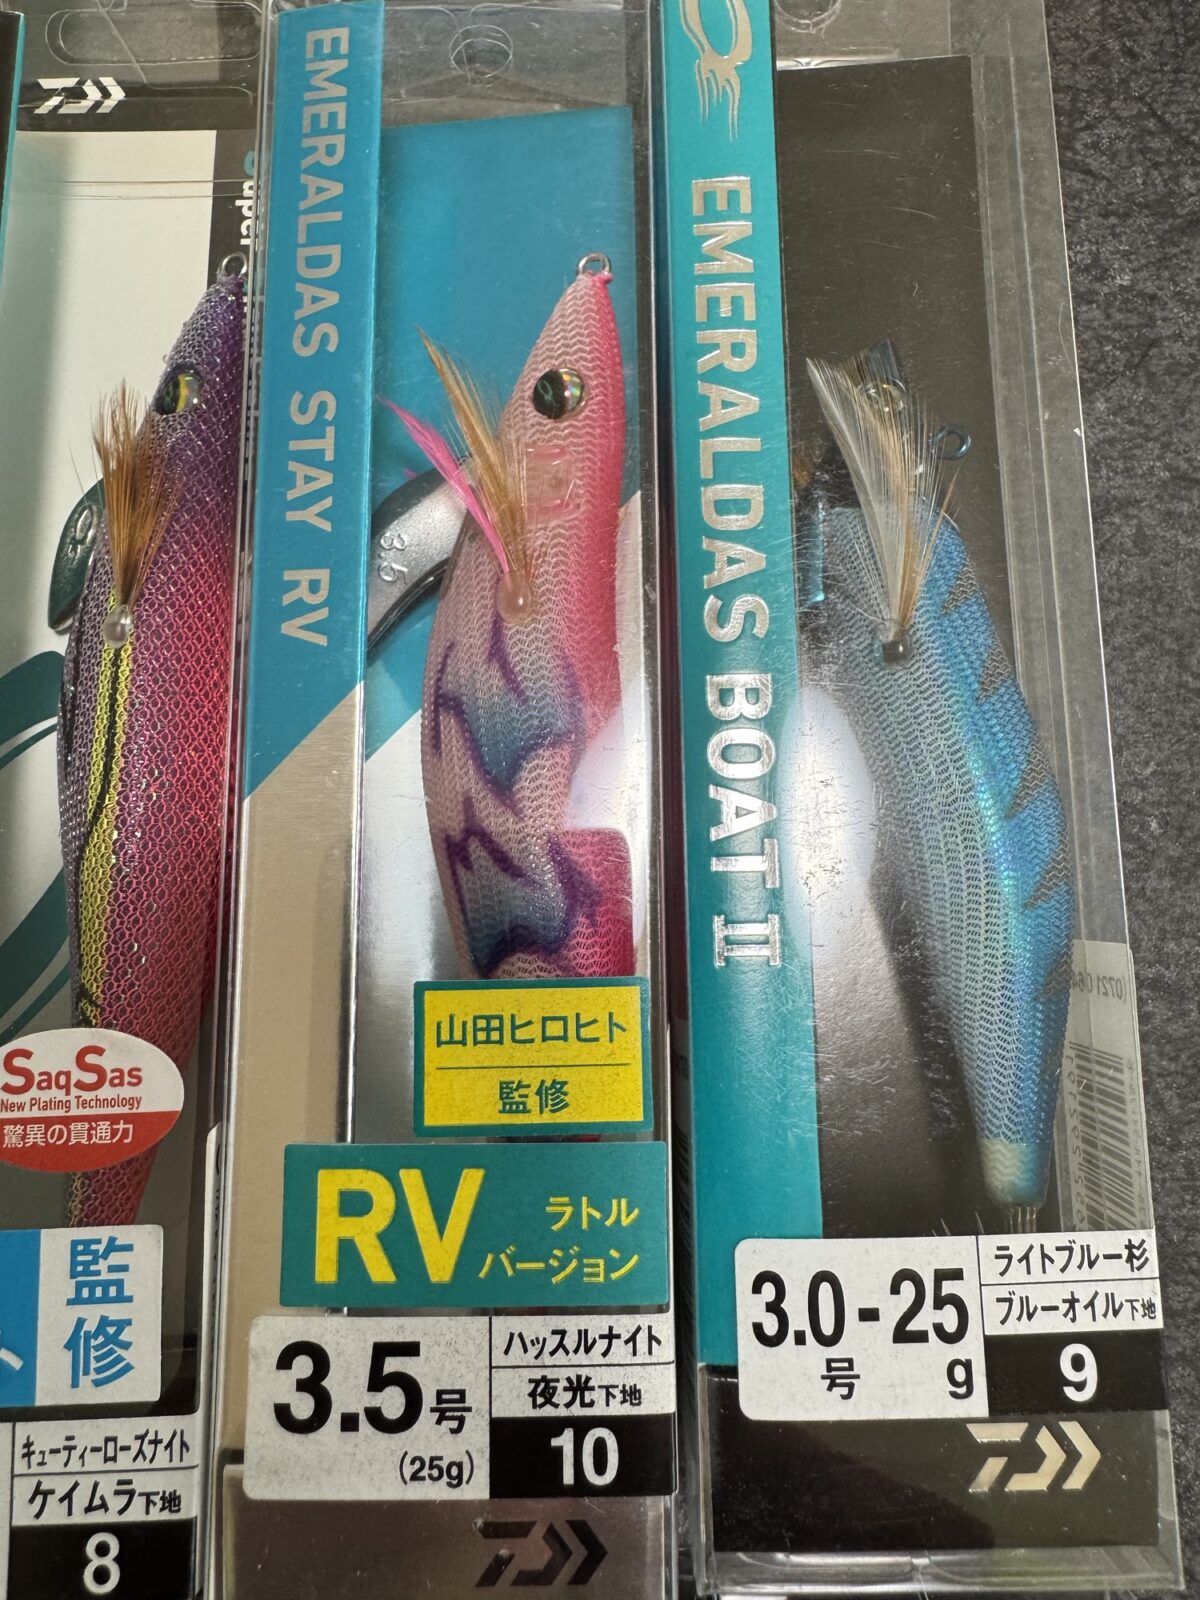 SaqSas
New Plating Technology
驚異の貫通力
監修
キューティーローズナイト
ケイムラ下地
8
EMERALDAS STAY RV
3.5
山田ヒロヒト
監修
RV ラトル
バージョン
3.5号
(25g)
ハッスルナイト
夜光下地
10
EMERALDAS BOAT II
3.0号-25g
ライトブルー杉
ブルーオイル下地
9